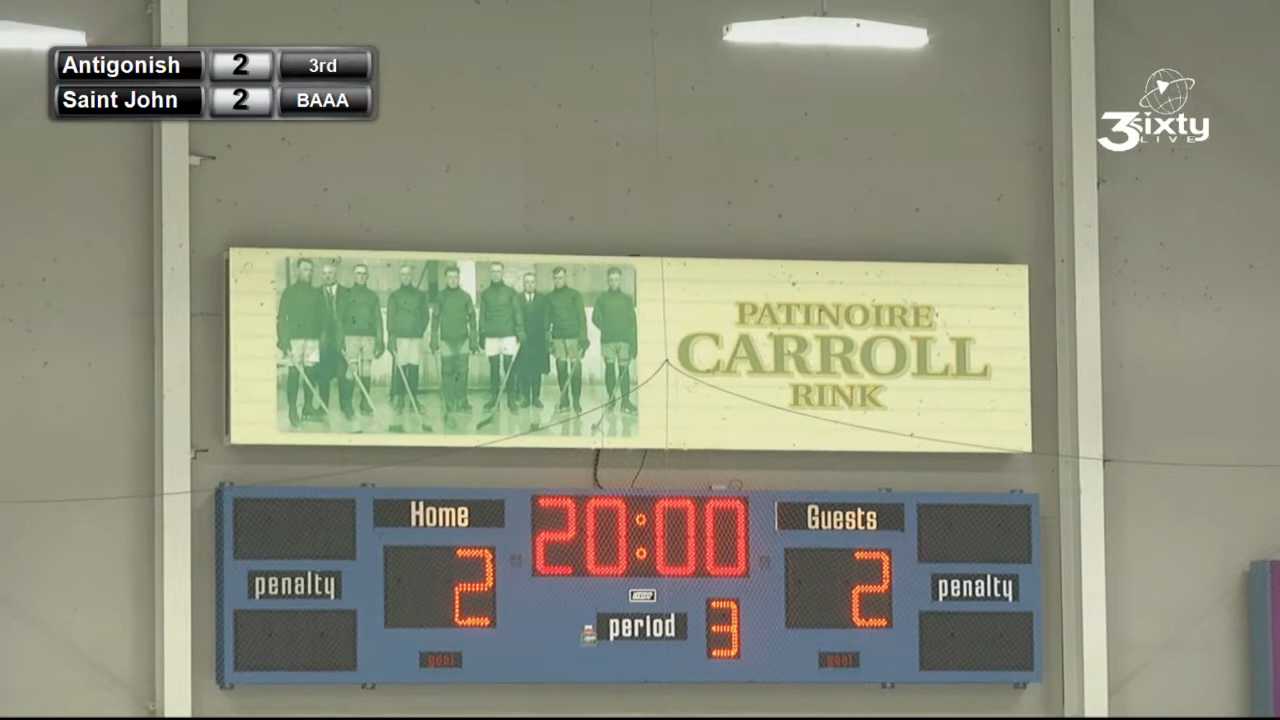 Antigonish 2 3rd
Saint John 2 BAAA
3sixty
LIVE
PATINOIRE
CARROLL
RINK
Home 20:00 Guests
penalty 2 2 penalty
period 3
goal goal